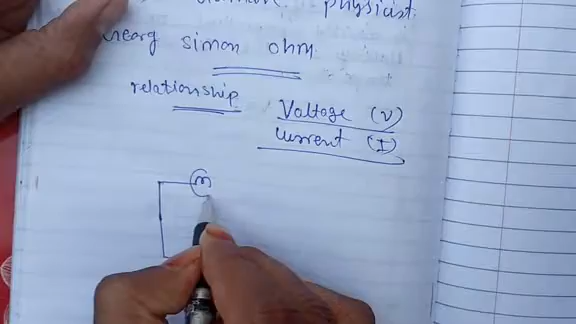 physicist.
simon ohm
relationship
Voltage (V)
Current (I)